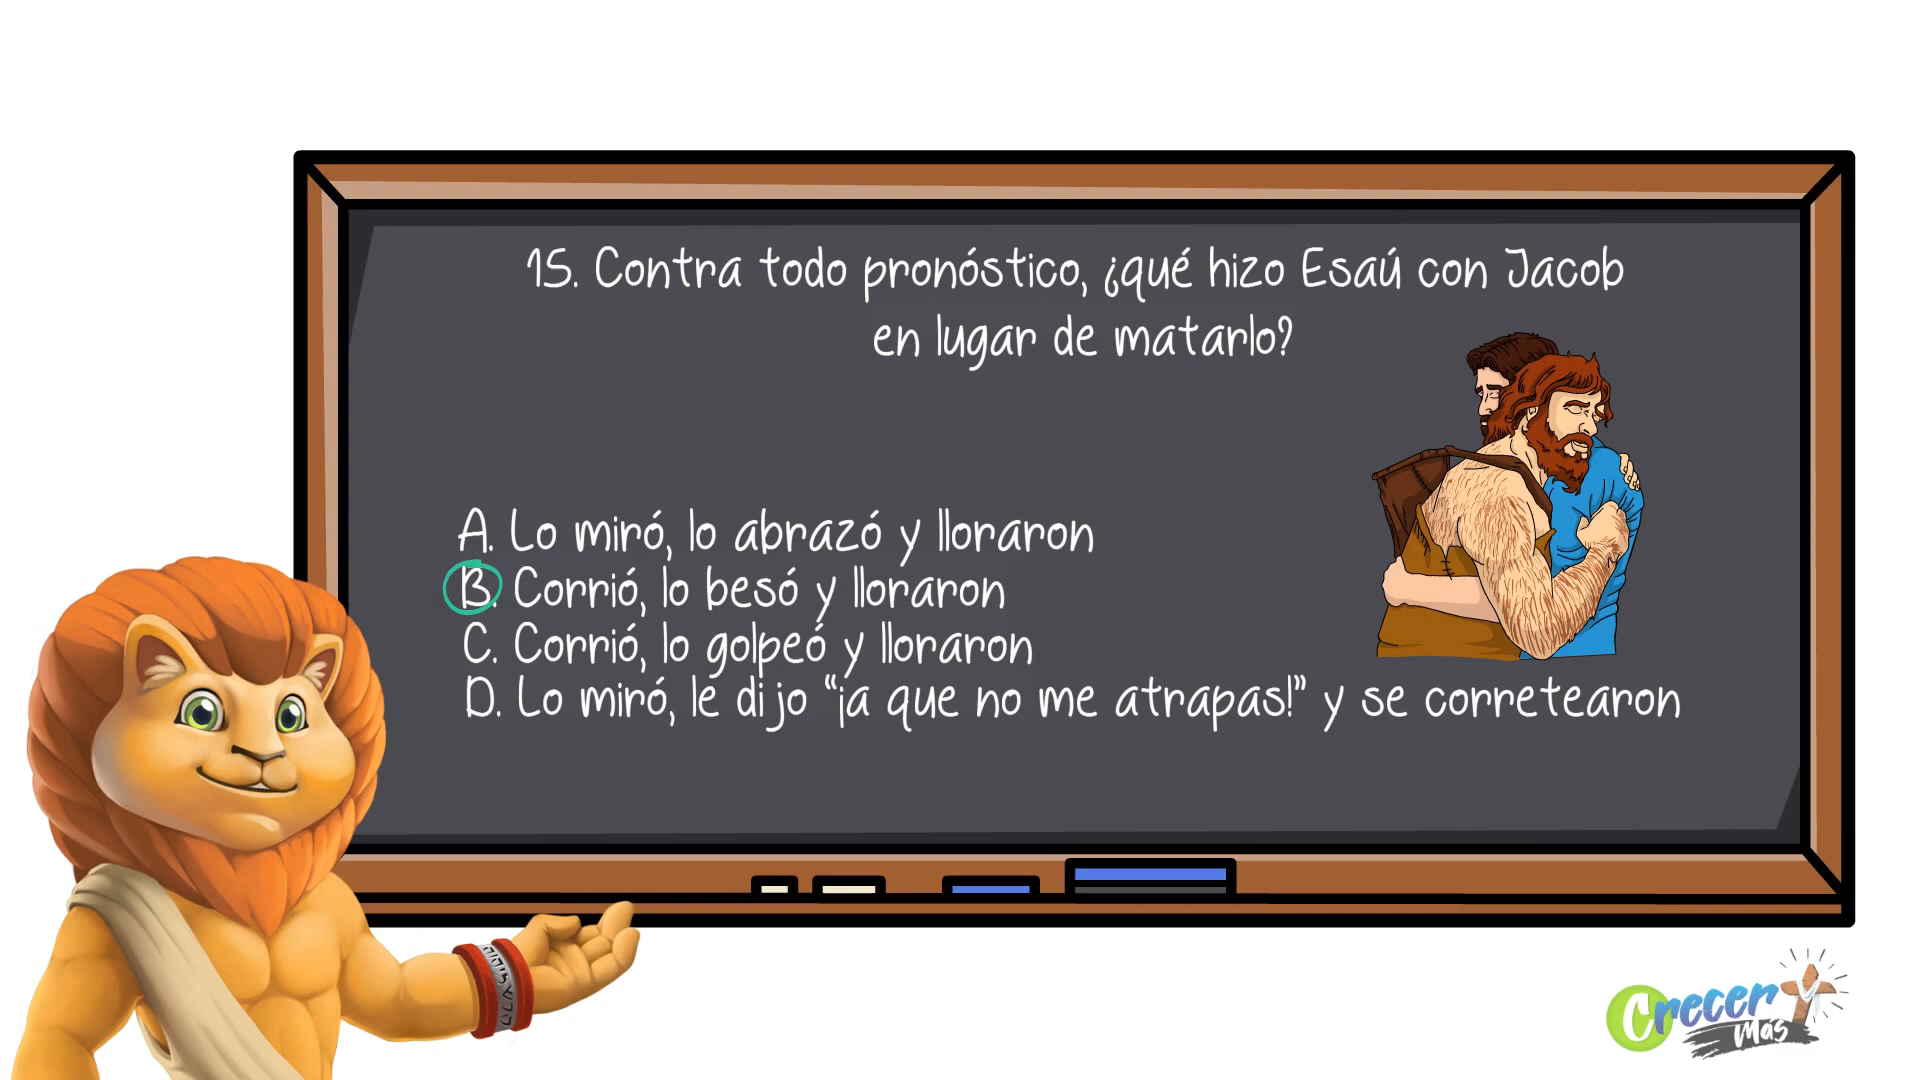 15. Contra todo pronóstico, ¿qué hizo Esaú con Jacob
en lugar de matarlo?
A. Lo miró, lo abrazó y lloraron
B. Corrió, lo besó y lloraron
C. Corrió, lo golpeó y lloraron
D. Lo miró, le dijo “¡a que no me atrapas!” y se corretearon
Crecer y
Más